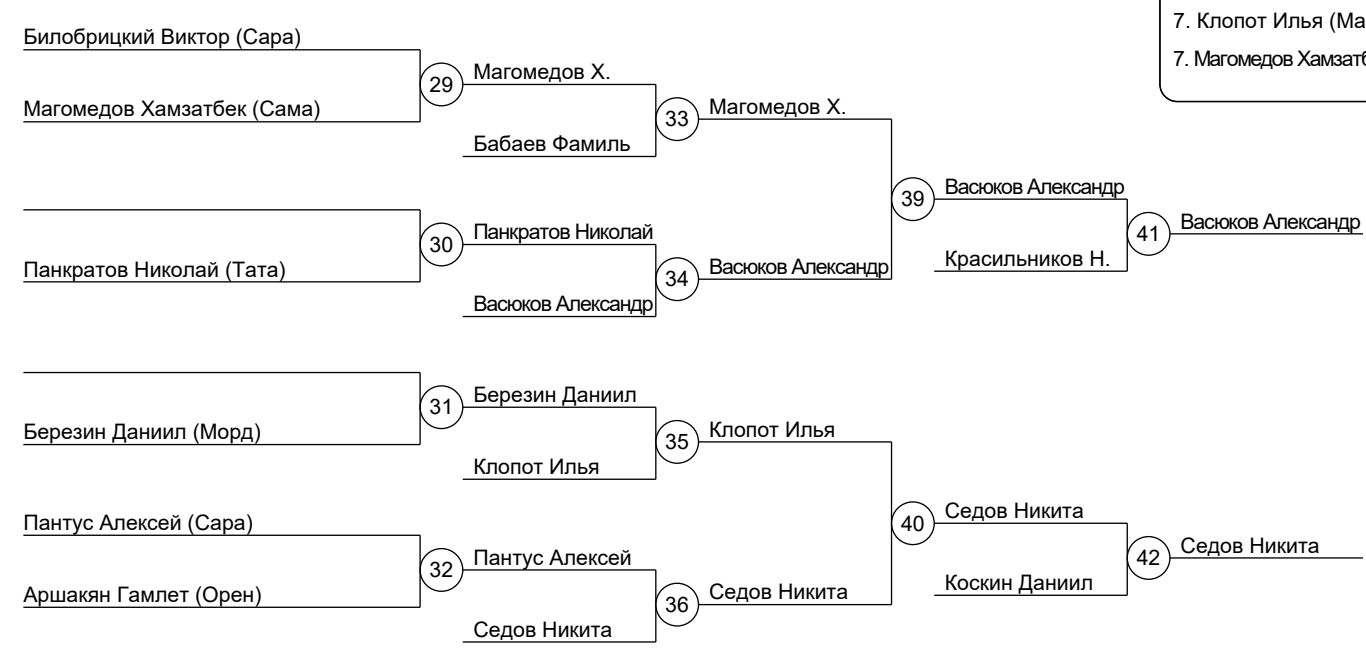 7. Клопот Илья (Ма
7. Магомедов Хамзатб
Билобрицкий Виктор (Сара)
29
Магомедов Х.
Магомедов Хамзатбек (Сама)
33
Магомедов Х.
Бабаев Фамиль
39
Васюков Александр
30
Панкратов Николай
41
Васюков Александр
Панкратов Николай (Тата)
34
Васюков Александр
Красильников Н.
Васюков Александр
31
Березин Даниил
Березин Даниил (Морд)
35
Клопот Илья
Клопот Илья
40
Седов Никита
Пантус Алексей (Сара)
32
Пантус Алексей
42
Седов Никита
Аршакян Гамлет (Орен)
36
Седов Никита
Коскин Даниил
Седов Никита